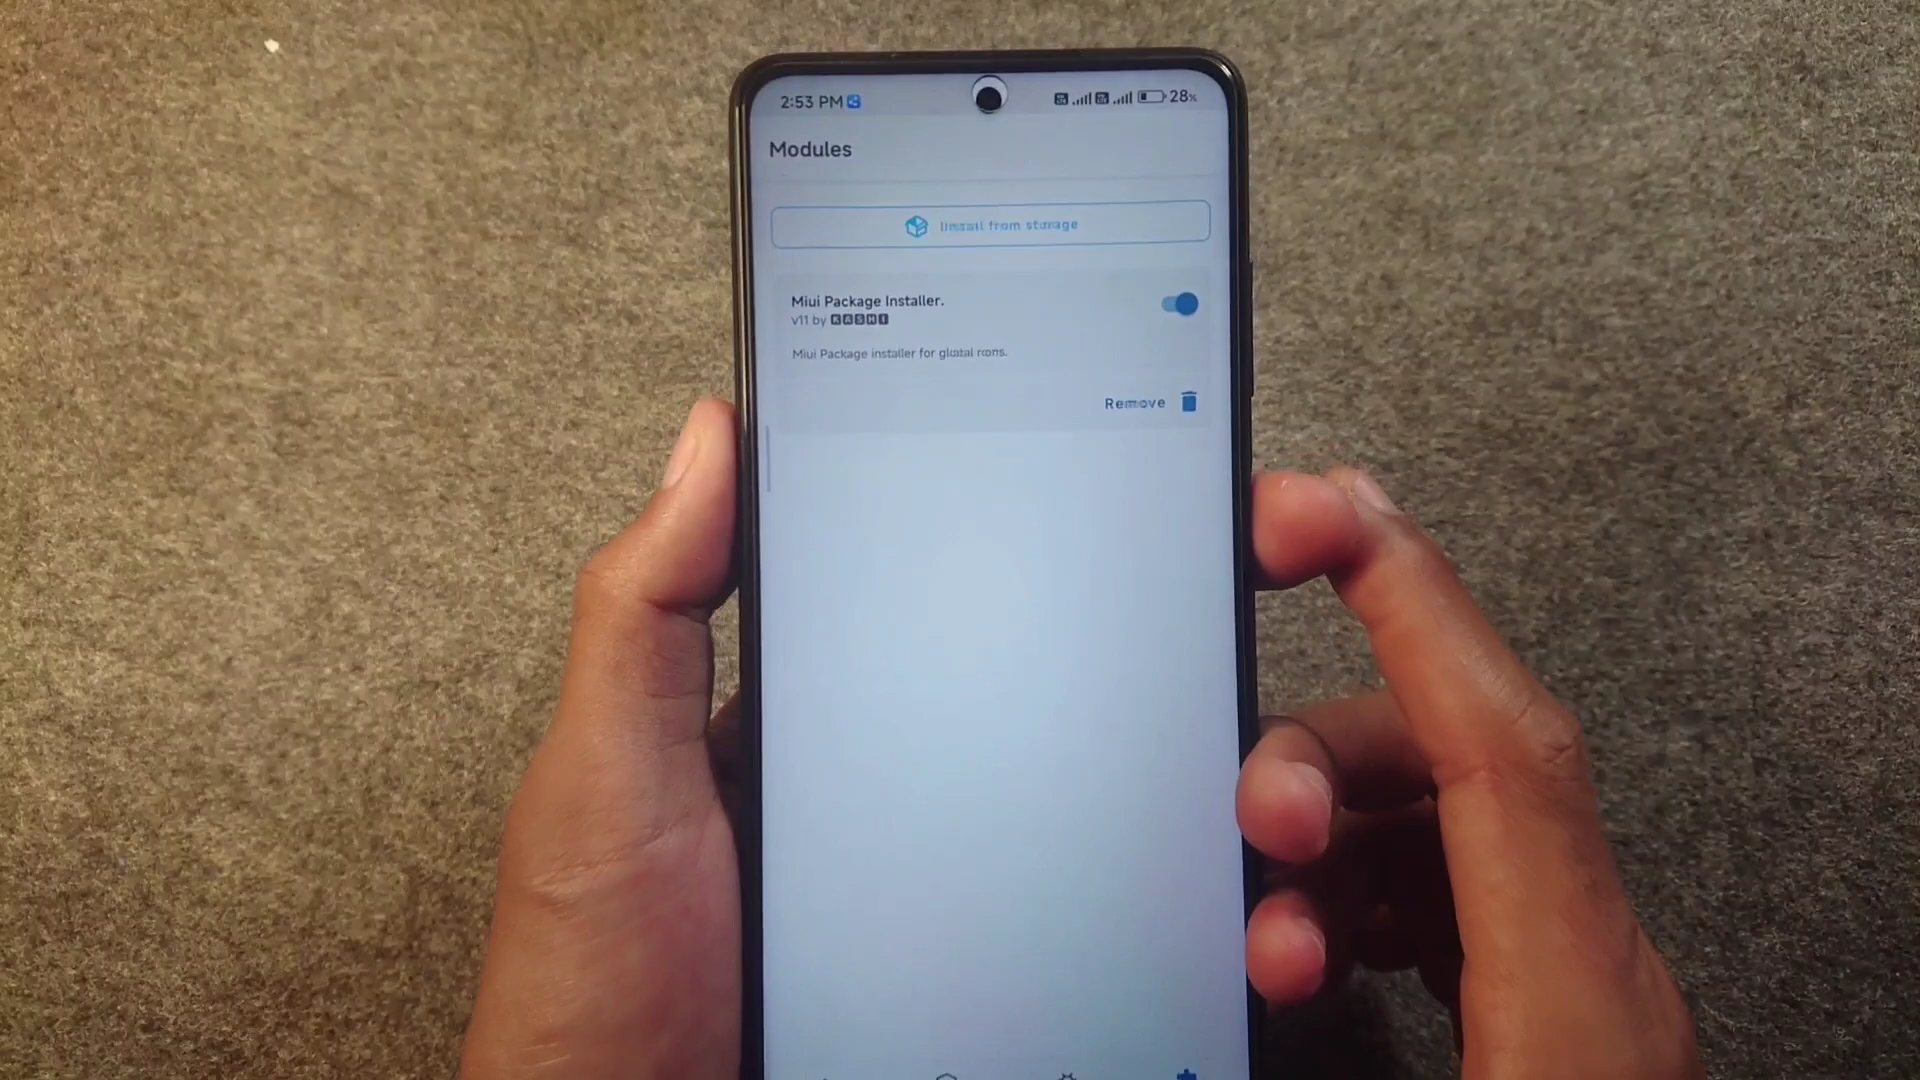 2:53 PM 28%
Modules
Install from storage
Miui Package Installer.
v11 by KASHI
Miui Package installer for global roms.
Remove